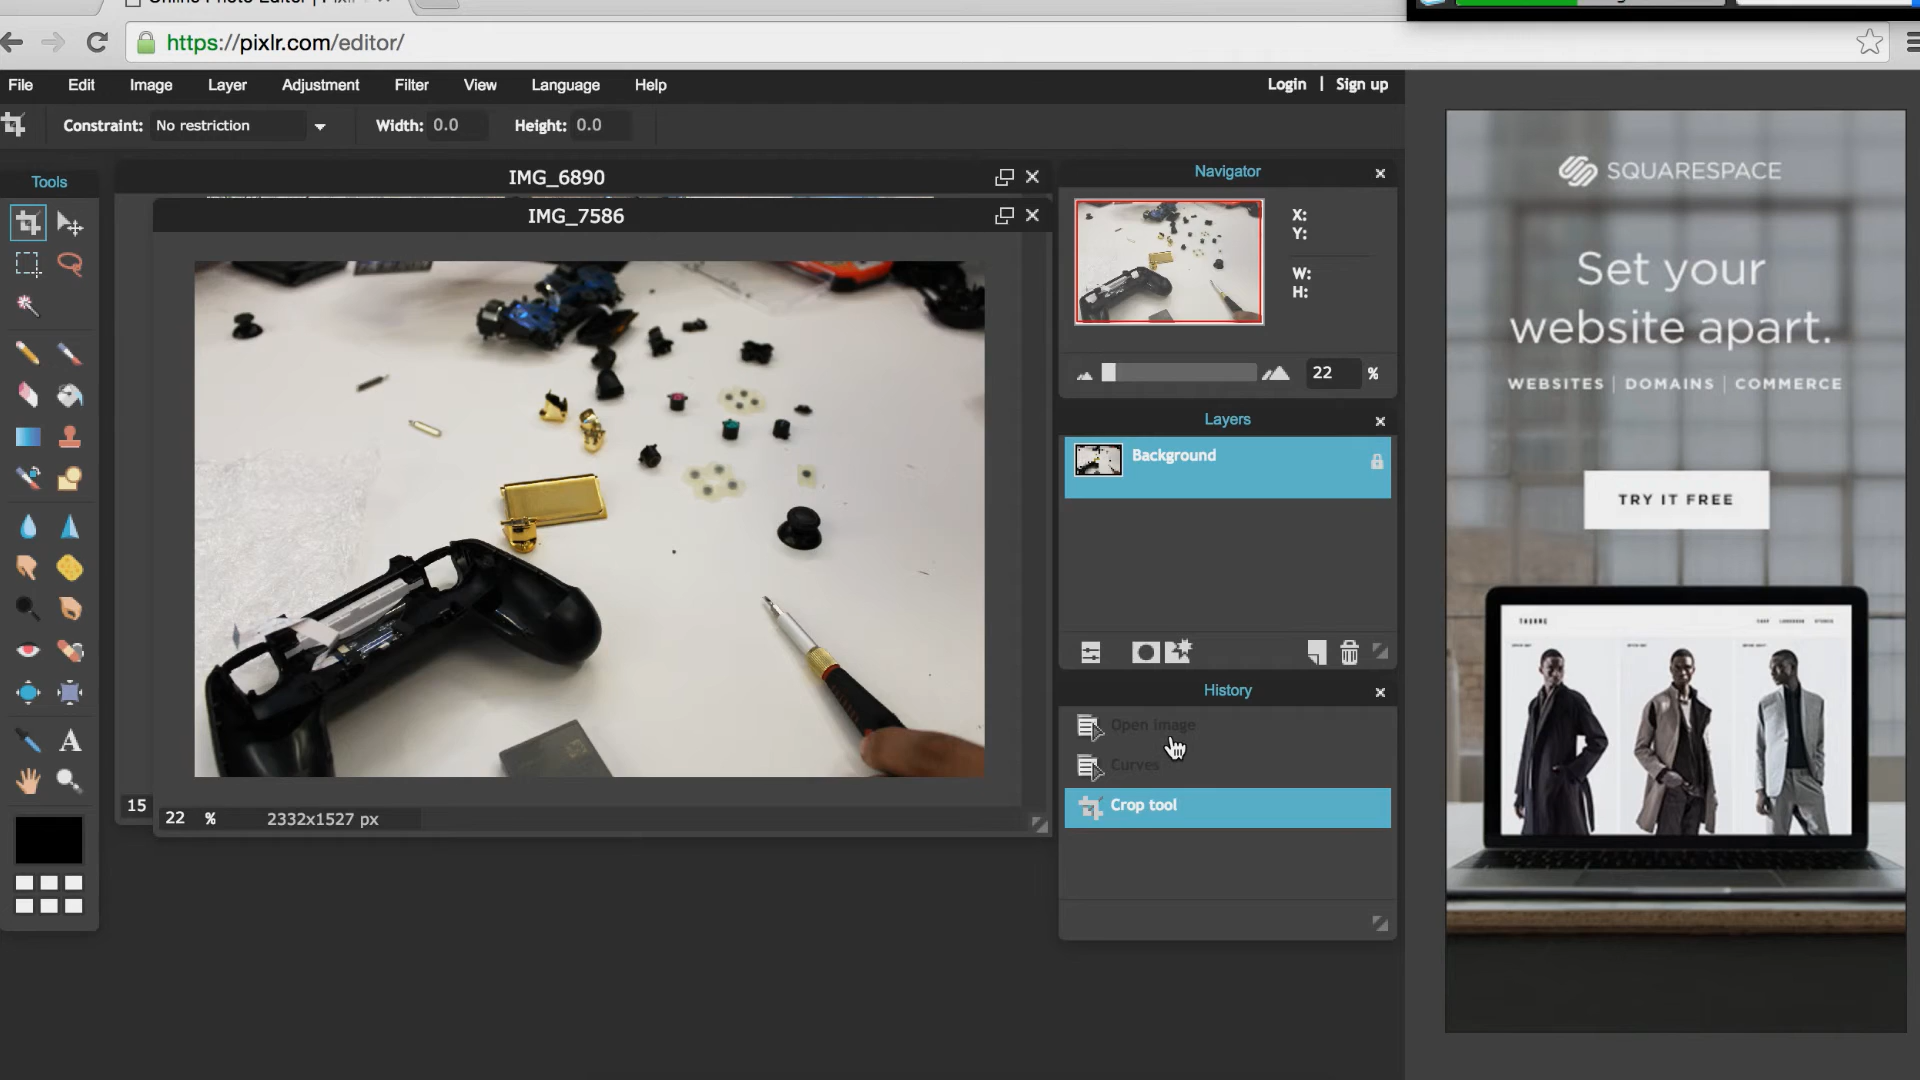 https://pixlr.com/editor/
File Edit Image Layer Adjustment Filter View Language Help
Login | Sign up
Constraint: No restriction Width: 0.0 Height: 0.0
Tools
IMG_6890
IMG_7586
15
22 % 2332x1527 px
Navigator
X:
Y:
W:
H:
22 %
Layers
Background
History
Open image
Curves
Crop tool
SQUARESPACE
Set your
website apart.
WEBSITES | DOMAINS | COMMERCE
TRY IT FREE